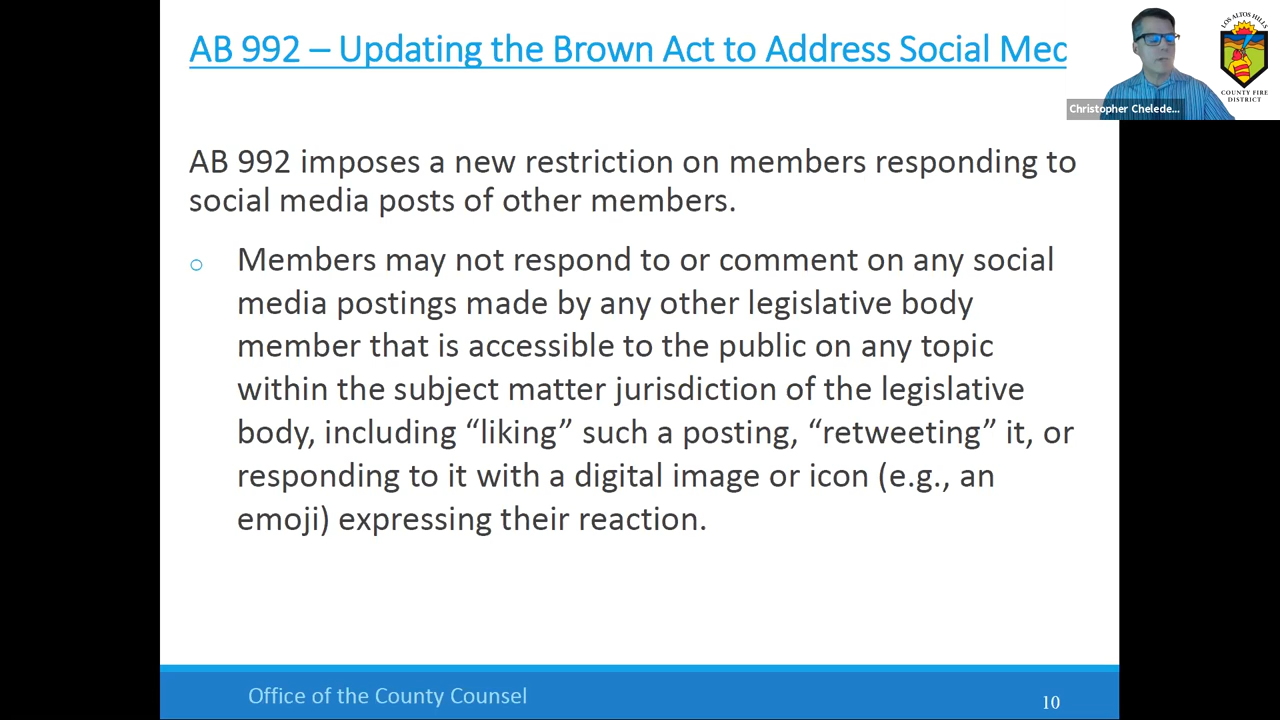 AB 992 – Updating the Brown Act to Address Social Mec
LOS ALTOS HILLS
COUNTY FIRE
DISTRICT
Christopher Chelede...
AB 992 imposes a new restriction on members responding to
social media posts of other members.
Members may not respond to or comment on any social
media postings made by any other legislative body
member that is accessible to the public on any topic
within the subject matter jurisdiction of the legislative
body, including “liking” such a posting, “retweeting” it, or
responding to it with a digital image or icon (e.g., an
emoji) expressing their reaction.
Office of the County Counsel
10